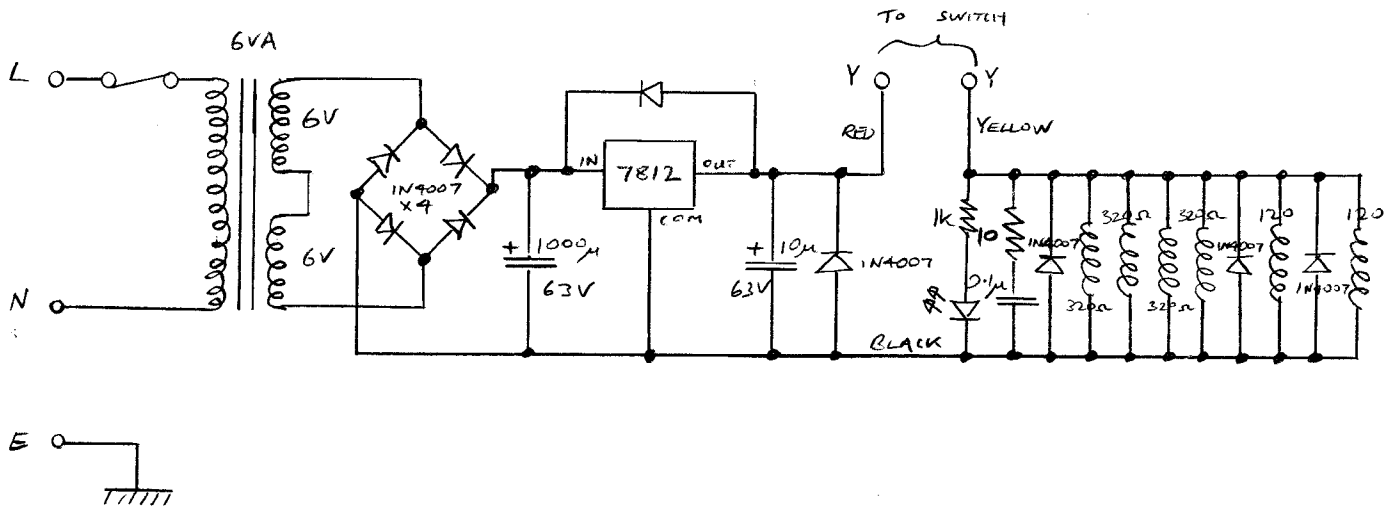 TO SWITCH
6VA
L
Y
Y
6V
RED
YELLOW
IN
7812
OUT
COM
1N4007
X4
1K
10
1N4007
320Ω
320Ω
1N4007
120
120
+
1000μ
63V
+
10μ
63V
1N4007
6V
0.1μ
320Ω
320Ω
1N4007
N
BLACK
E